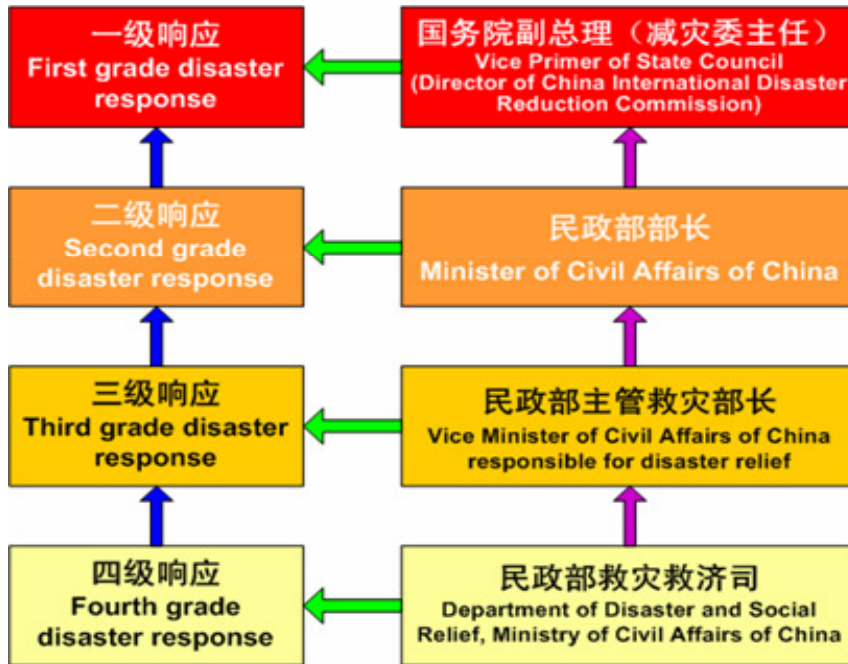 一级响应
First grade disaster
response
国务院副总理（减灾委主任）
Vice Primer of State Council
(Director of China International Disaster
Reduction Commission)
二级响应
Second grade
disaster response
民政部部长
Minister of Civil Affairs of China
三级响应
Third grade disaster
response
民政部主管救灾部长
Vice Minister of Civil Affairs of China
responsible for disaster relief
四级响应
Fourth grade
disaster response
民政部救灾救济司
Department of Disaster and Social
Relief, Ministry of Civil Affairs of China